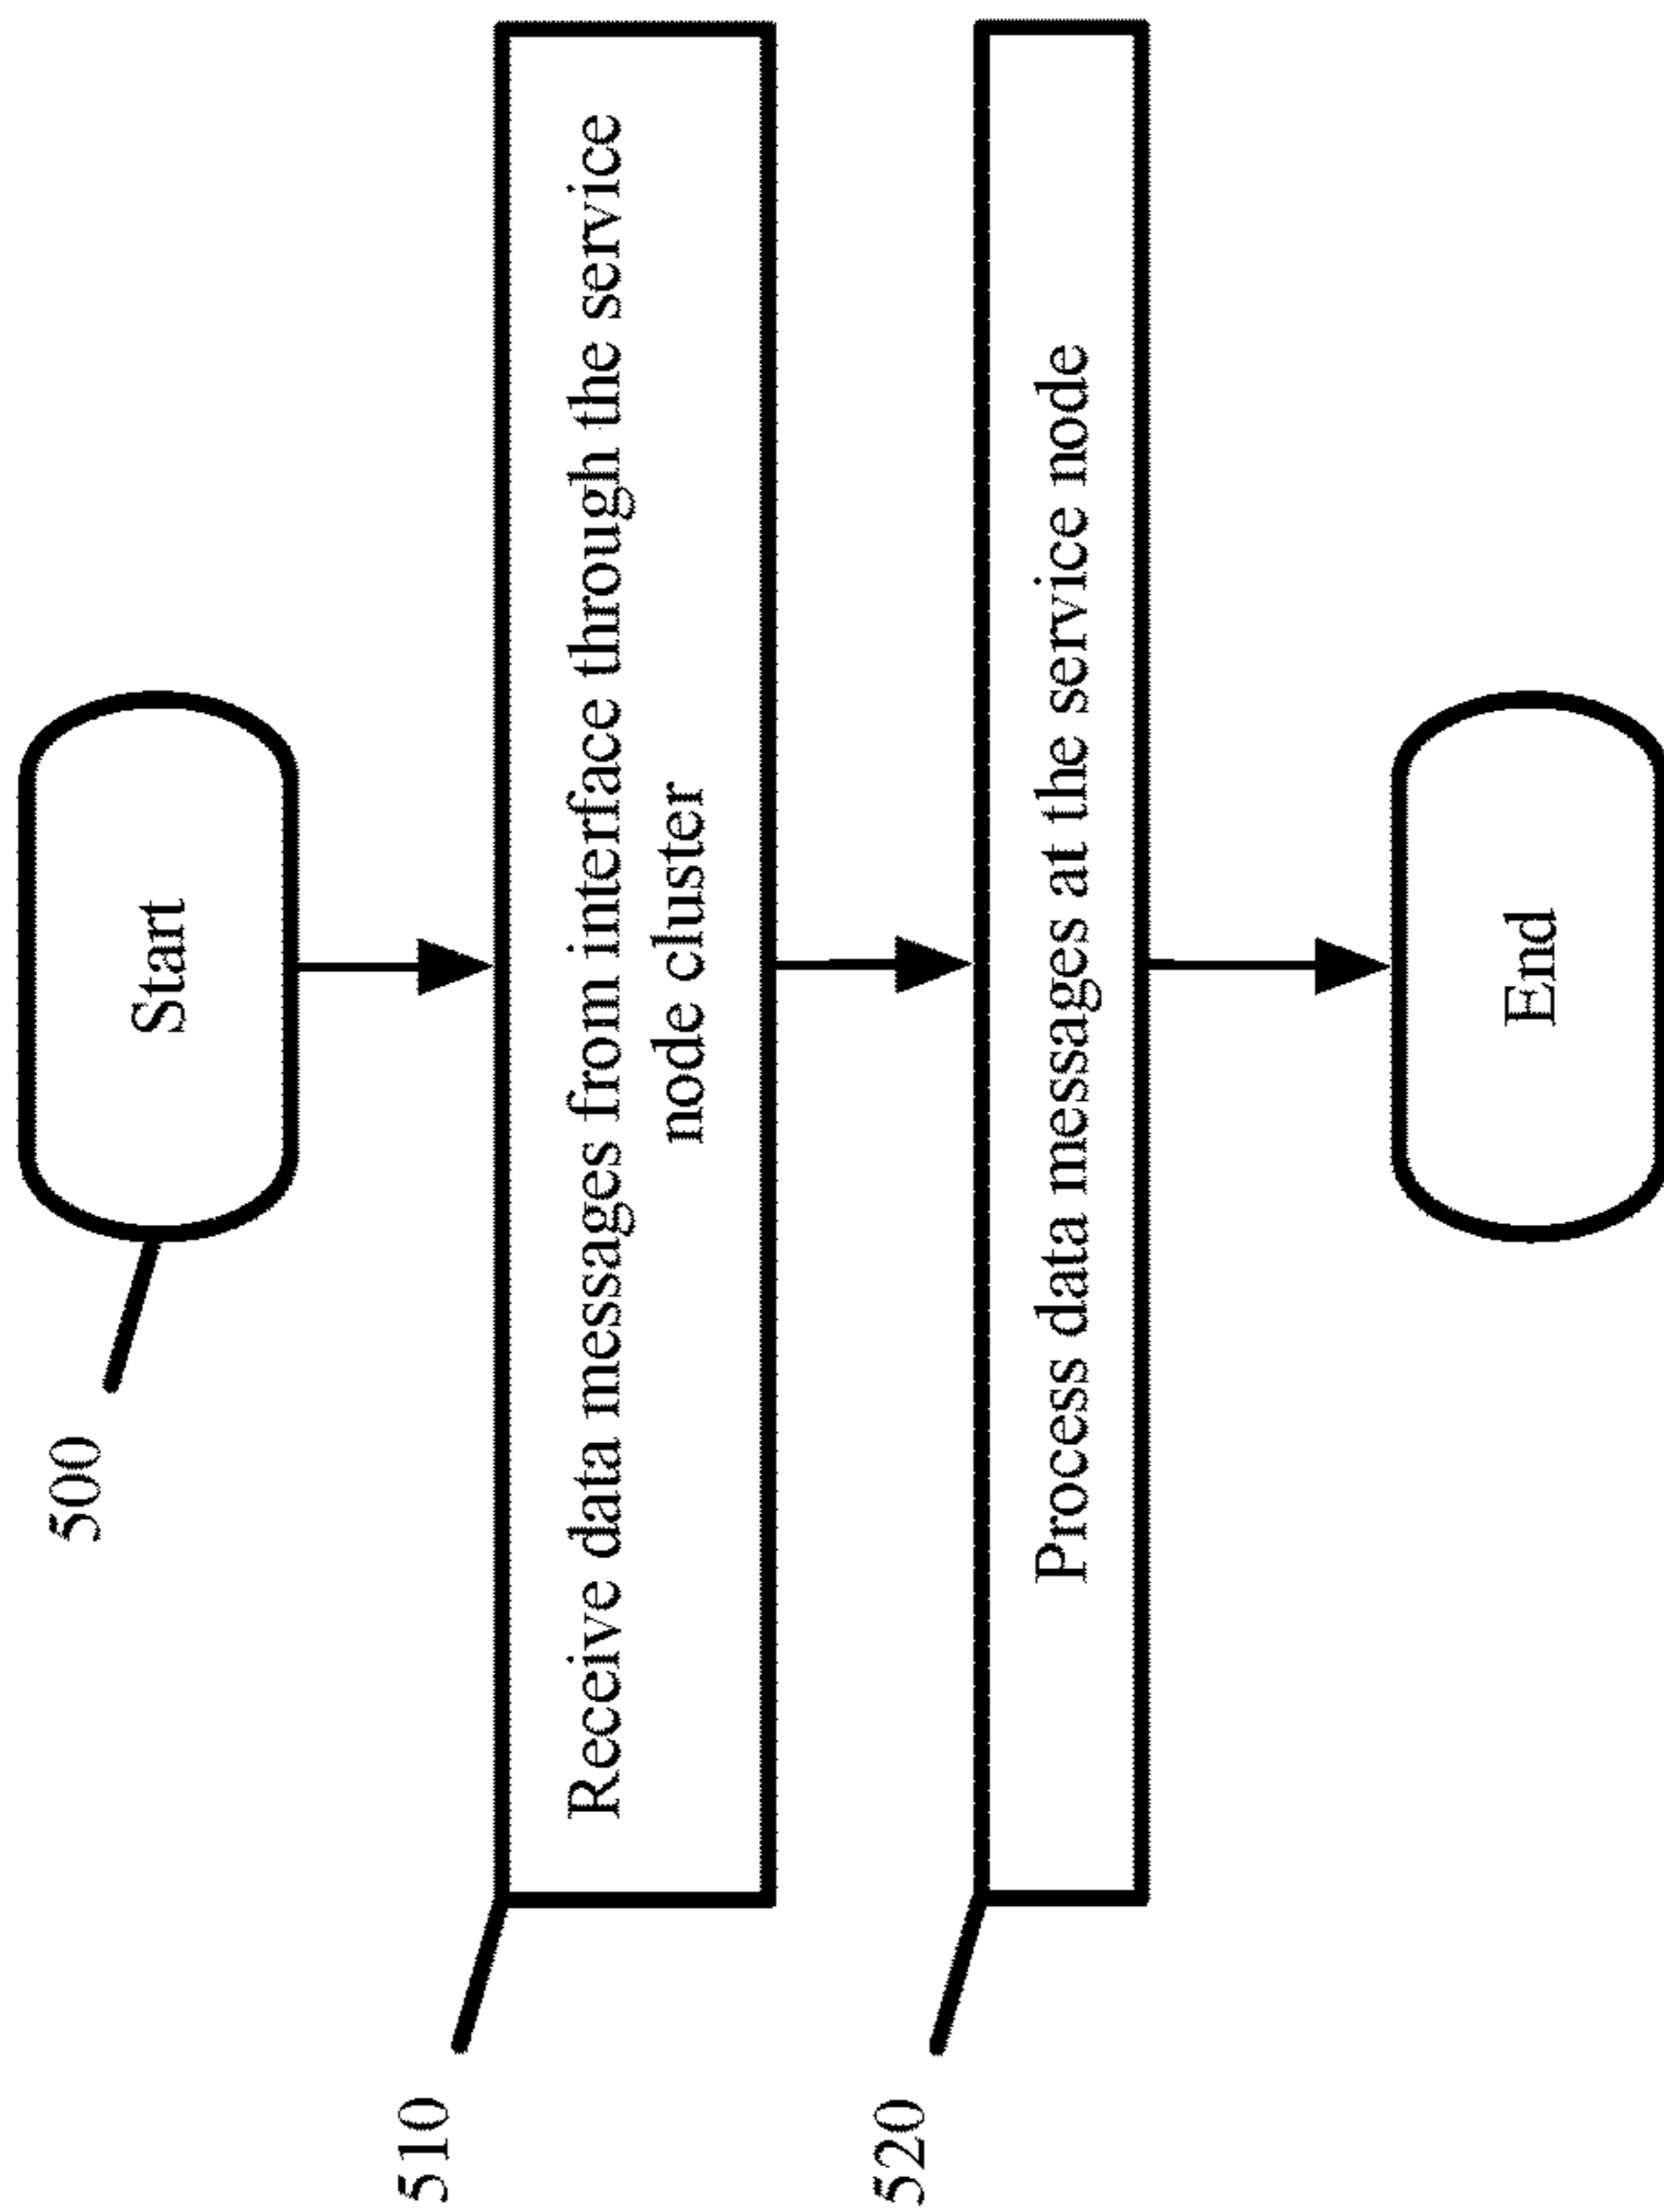 500
Start
510
Receive data messages from interface through the service
node cluster
520
Process data messages at the service node
End